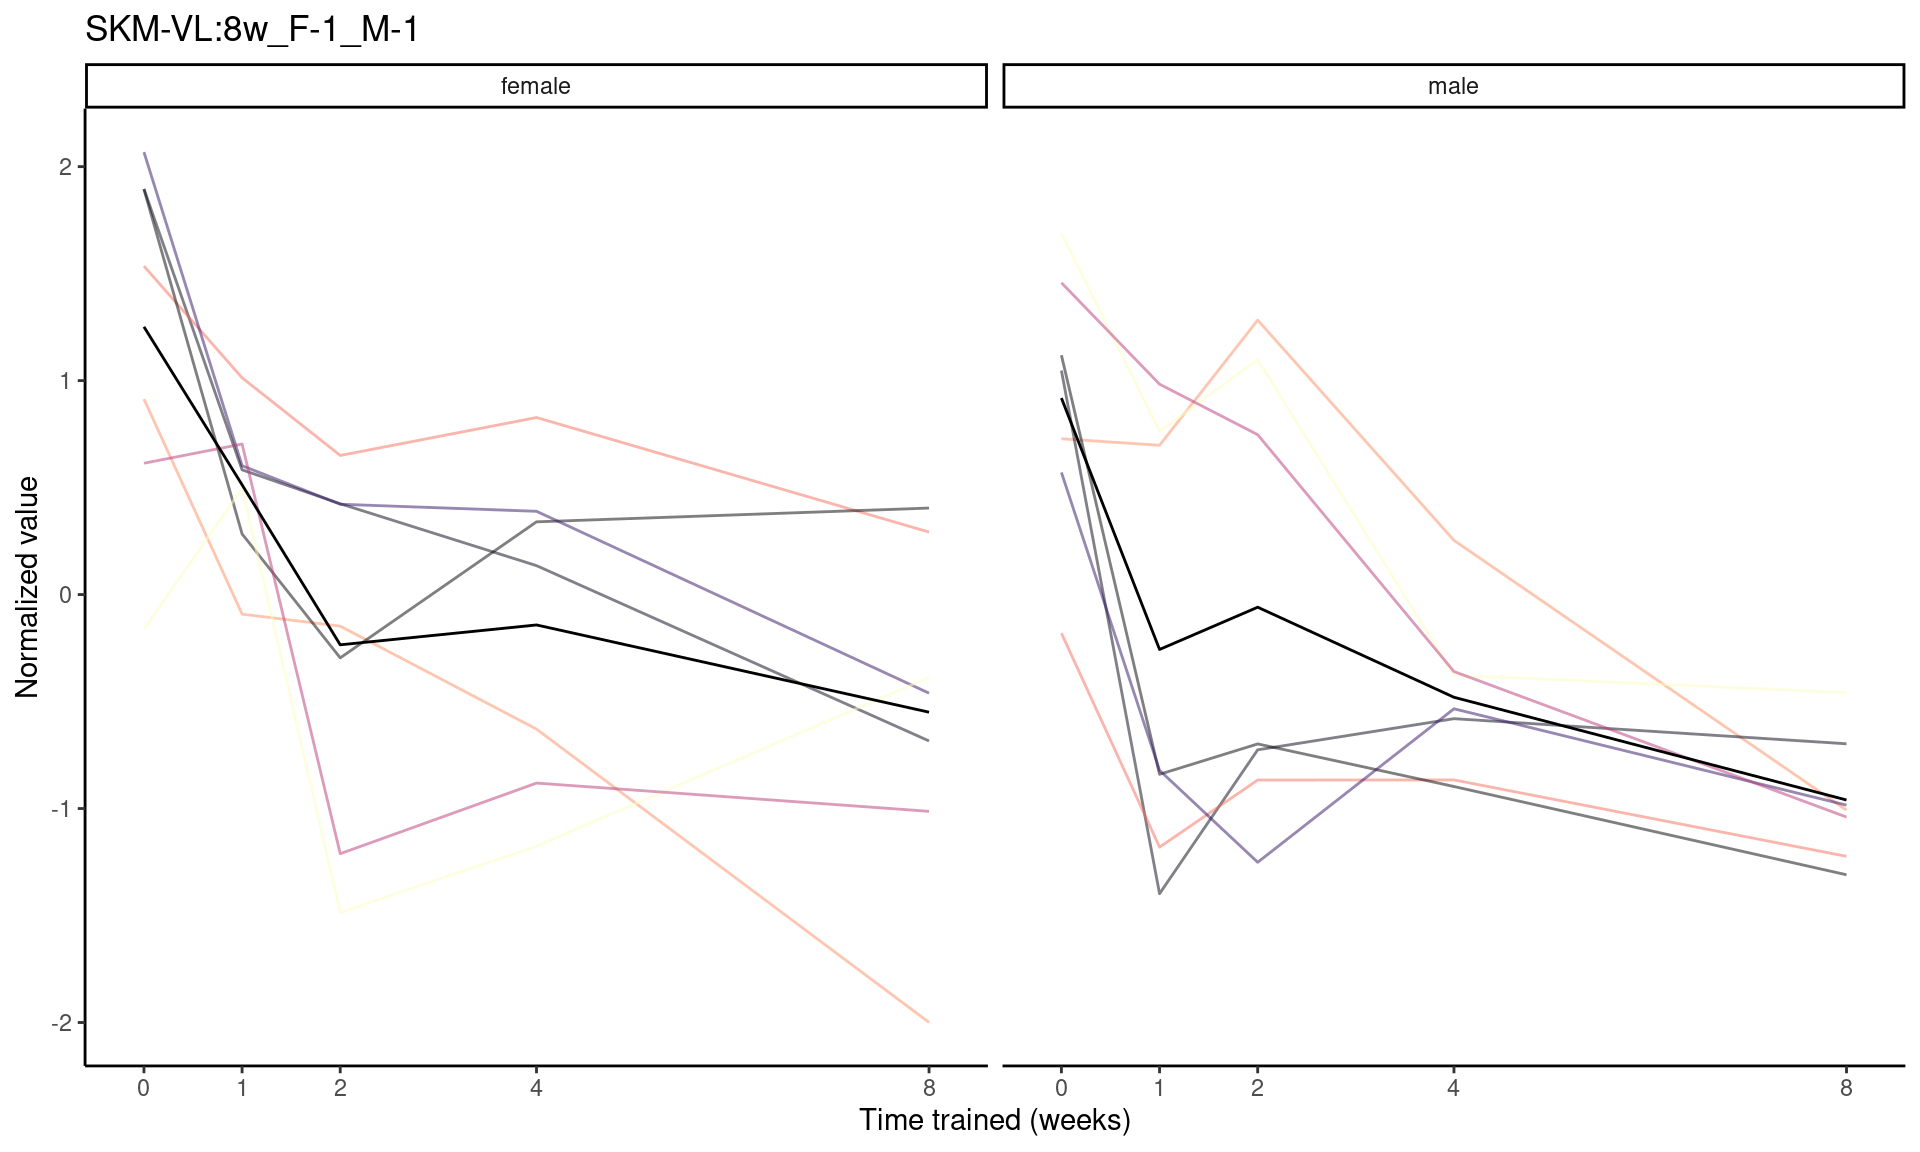 SKM-VL:8w_F-1_M-1
female
male
Normalized value
2
1
0
-1
-2
0 1 2 4 8
0 1 2 4 8
Time trained (weeks)